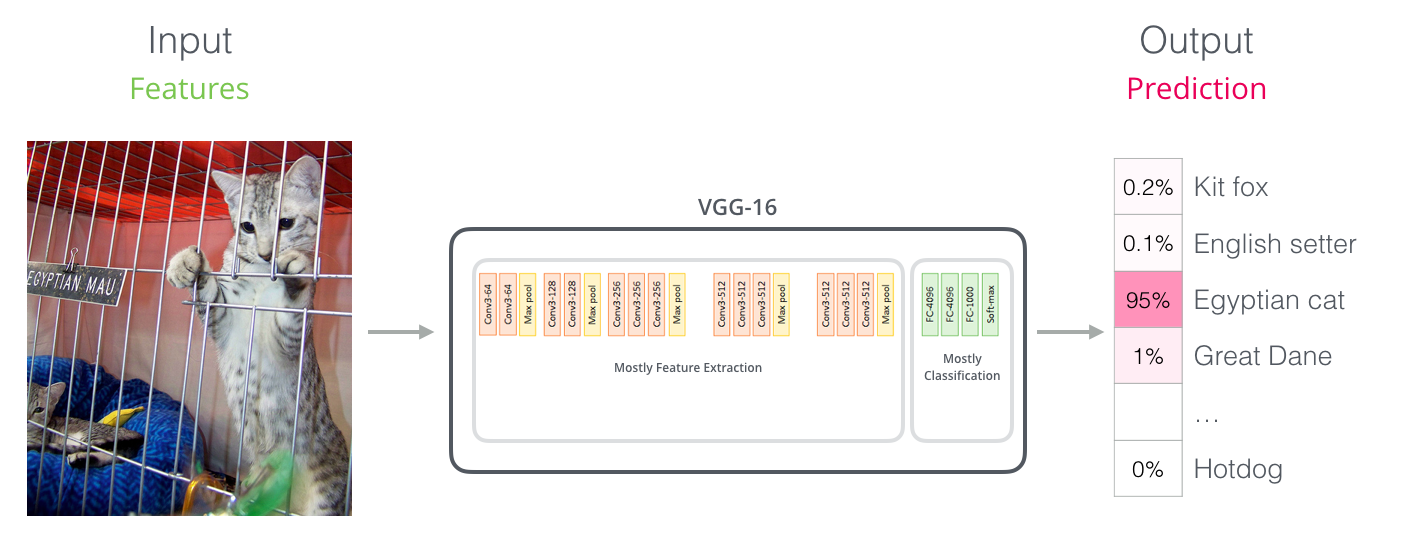 Input
Features
EGYPTIAN MAU
VGG-16
Conv3-64
Conv3-64
Max pool
Conv3-128
Conv3-128
Max pool
Conv3-256
Conv3-256
Conv3-256
Max pool
Conv3-512
Conv3-512
Conv3-512
Max pool
Conv3-512
Conv3-512
Conv3-512
Max pool
Mostly Feature Extraction
FC-4096
FC-4096
FC-1000
Soft-max
Mostly
Classification
Output
Prediction
0.2% Kit fox
0.1% English setter
95% Egyptian cat
1% Great Dane
...
0% Hotdog